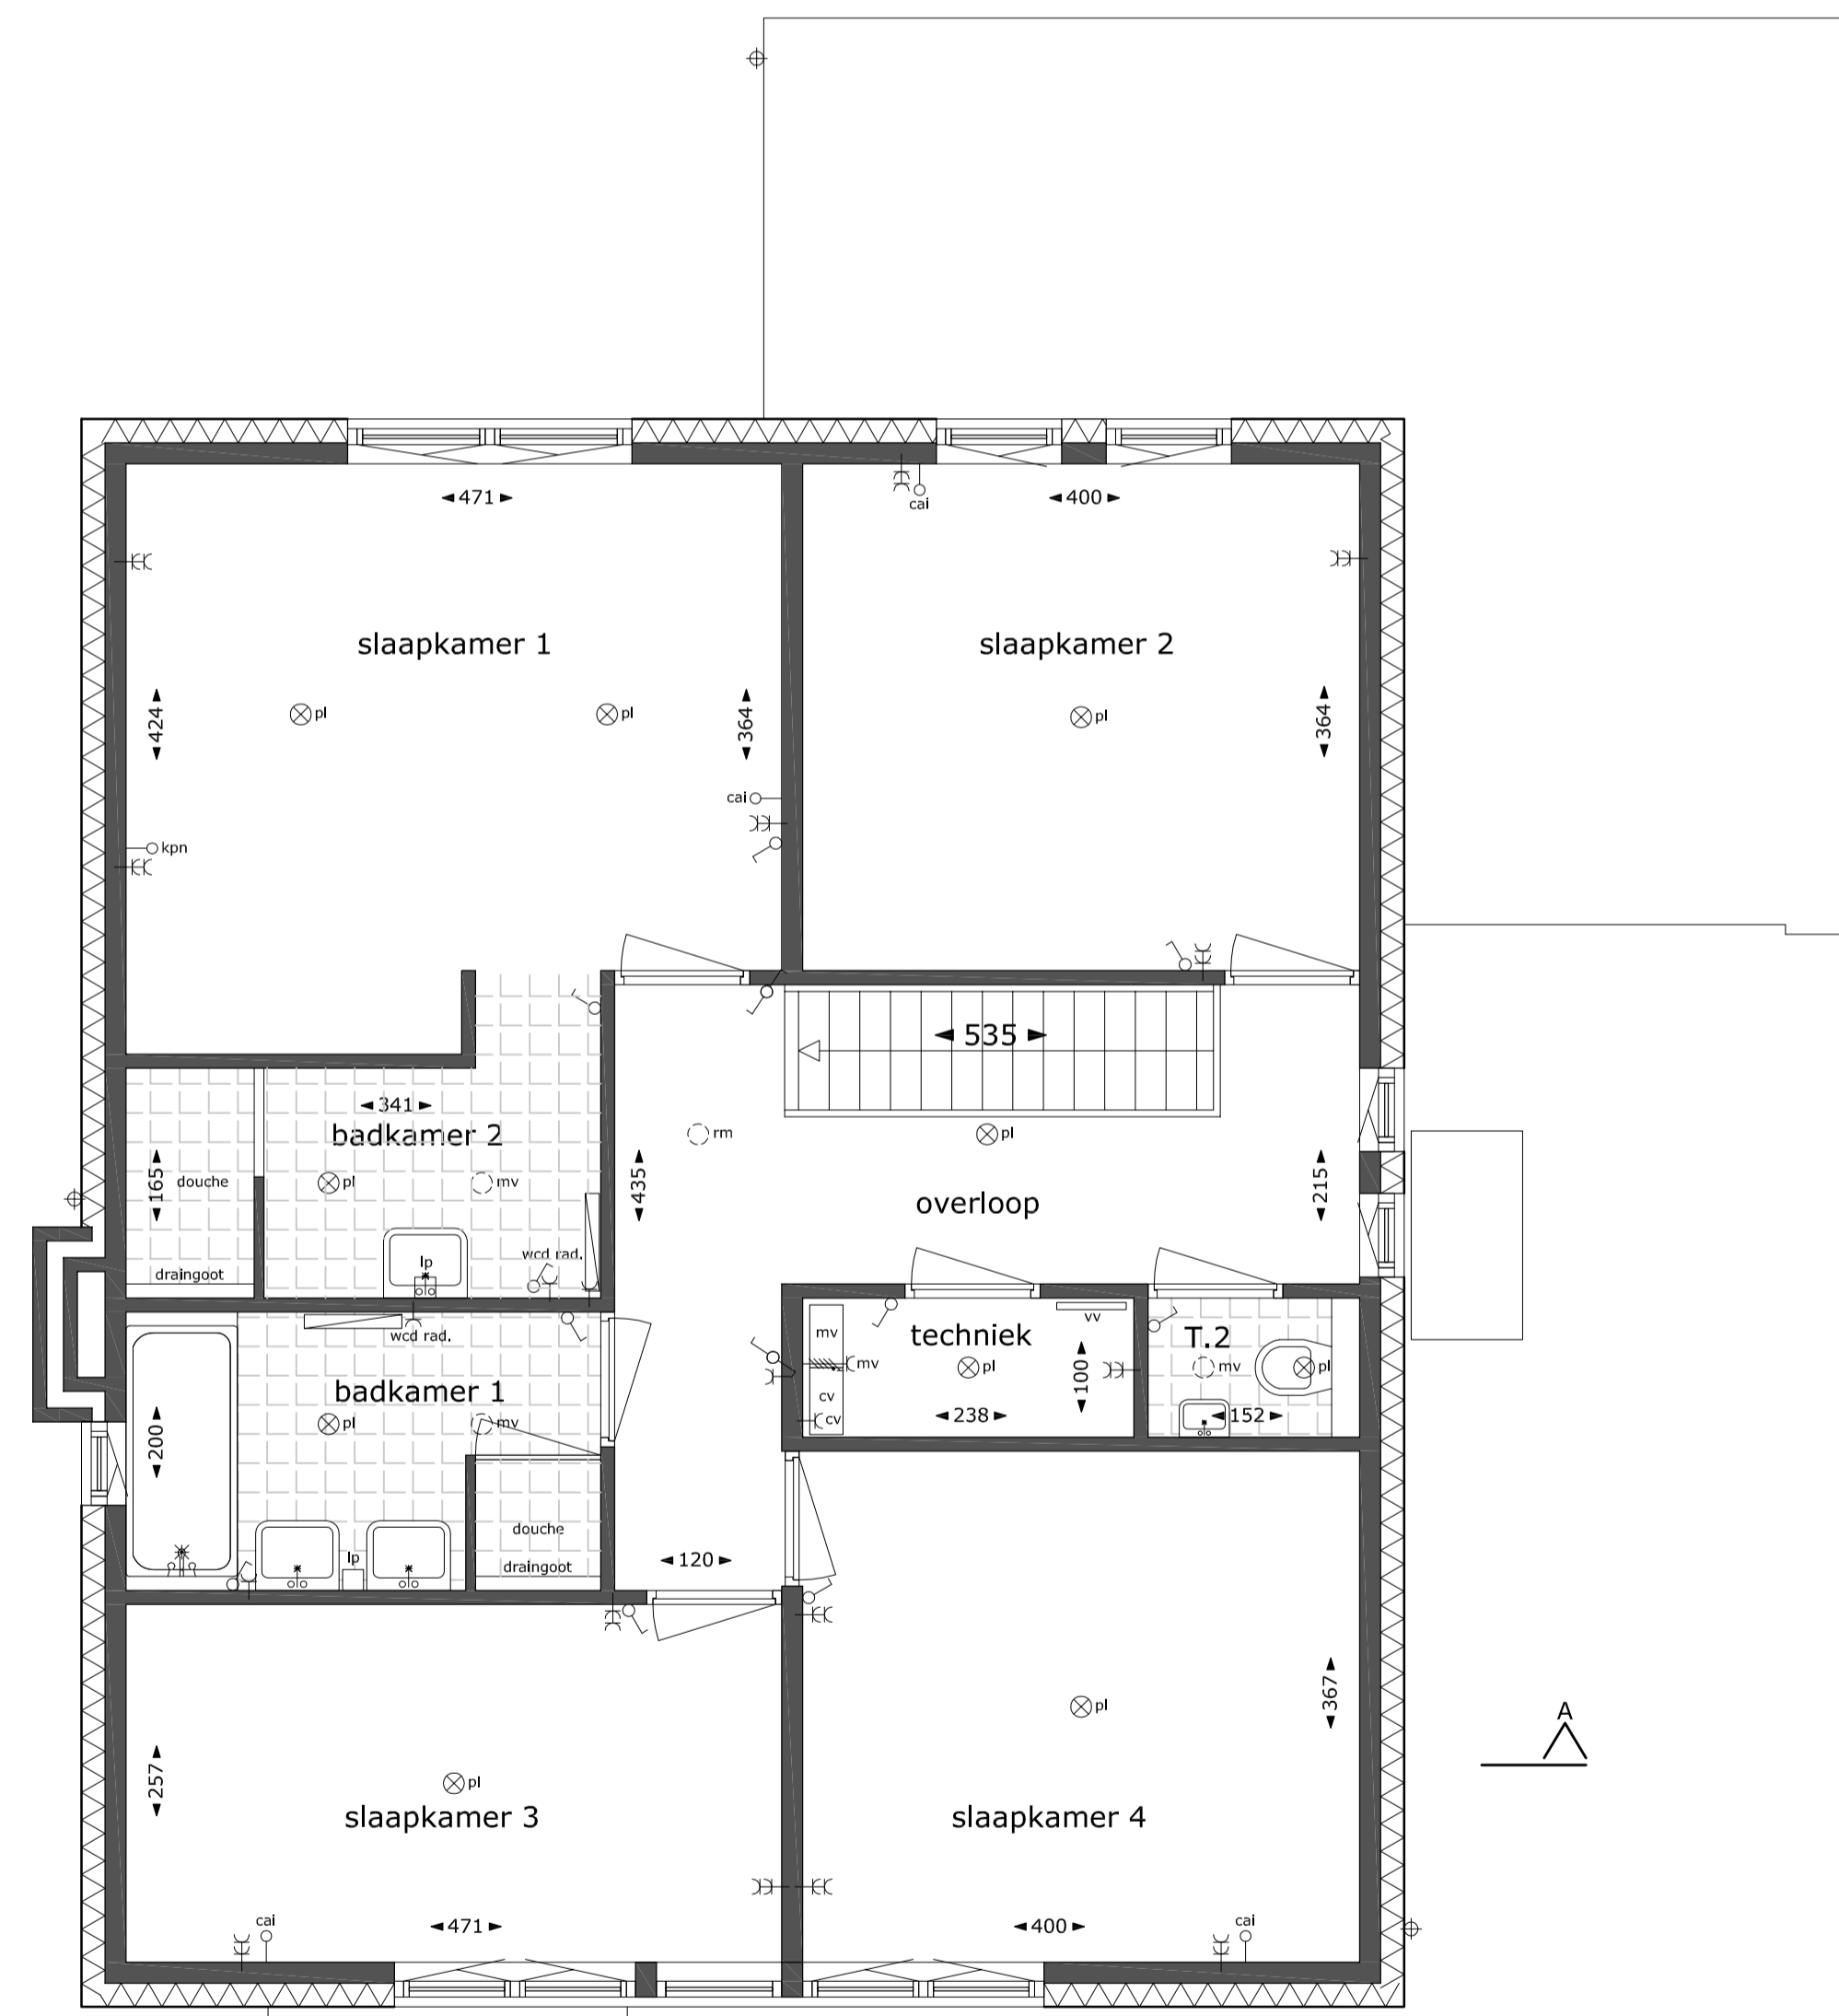 471
400
cai
slaapkamer 1
slaapkamer 2
424
pl
pl
364
pl
364
cai
kpn
535
341
badkamer 2
rm
pl
165
douche
pl
mv
435
overloop
215
wcd rad.
lp
draingoot
wcd rad.
mv
techniek
vv
T.2
mv
pl
100
mv
pl
badkamer 1
cv
cv
238
152
pl
mv
200
douche
lp
draingoot
120
367
pl
A
257
pl
slaapkamer 3
slaapkamer 4
cai
471
400
cai